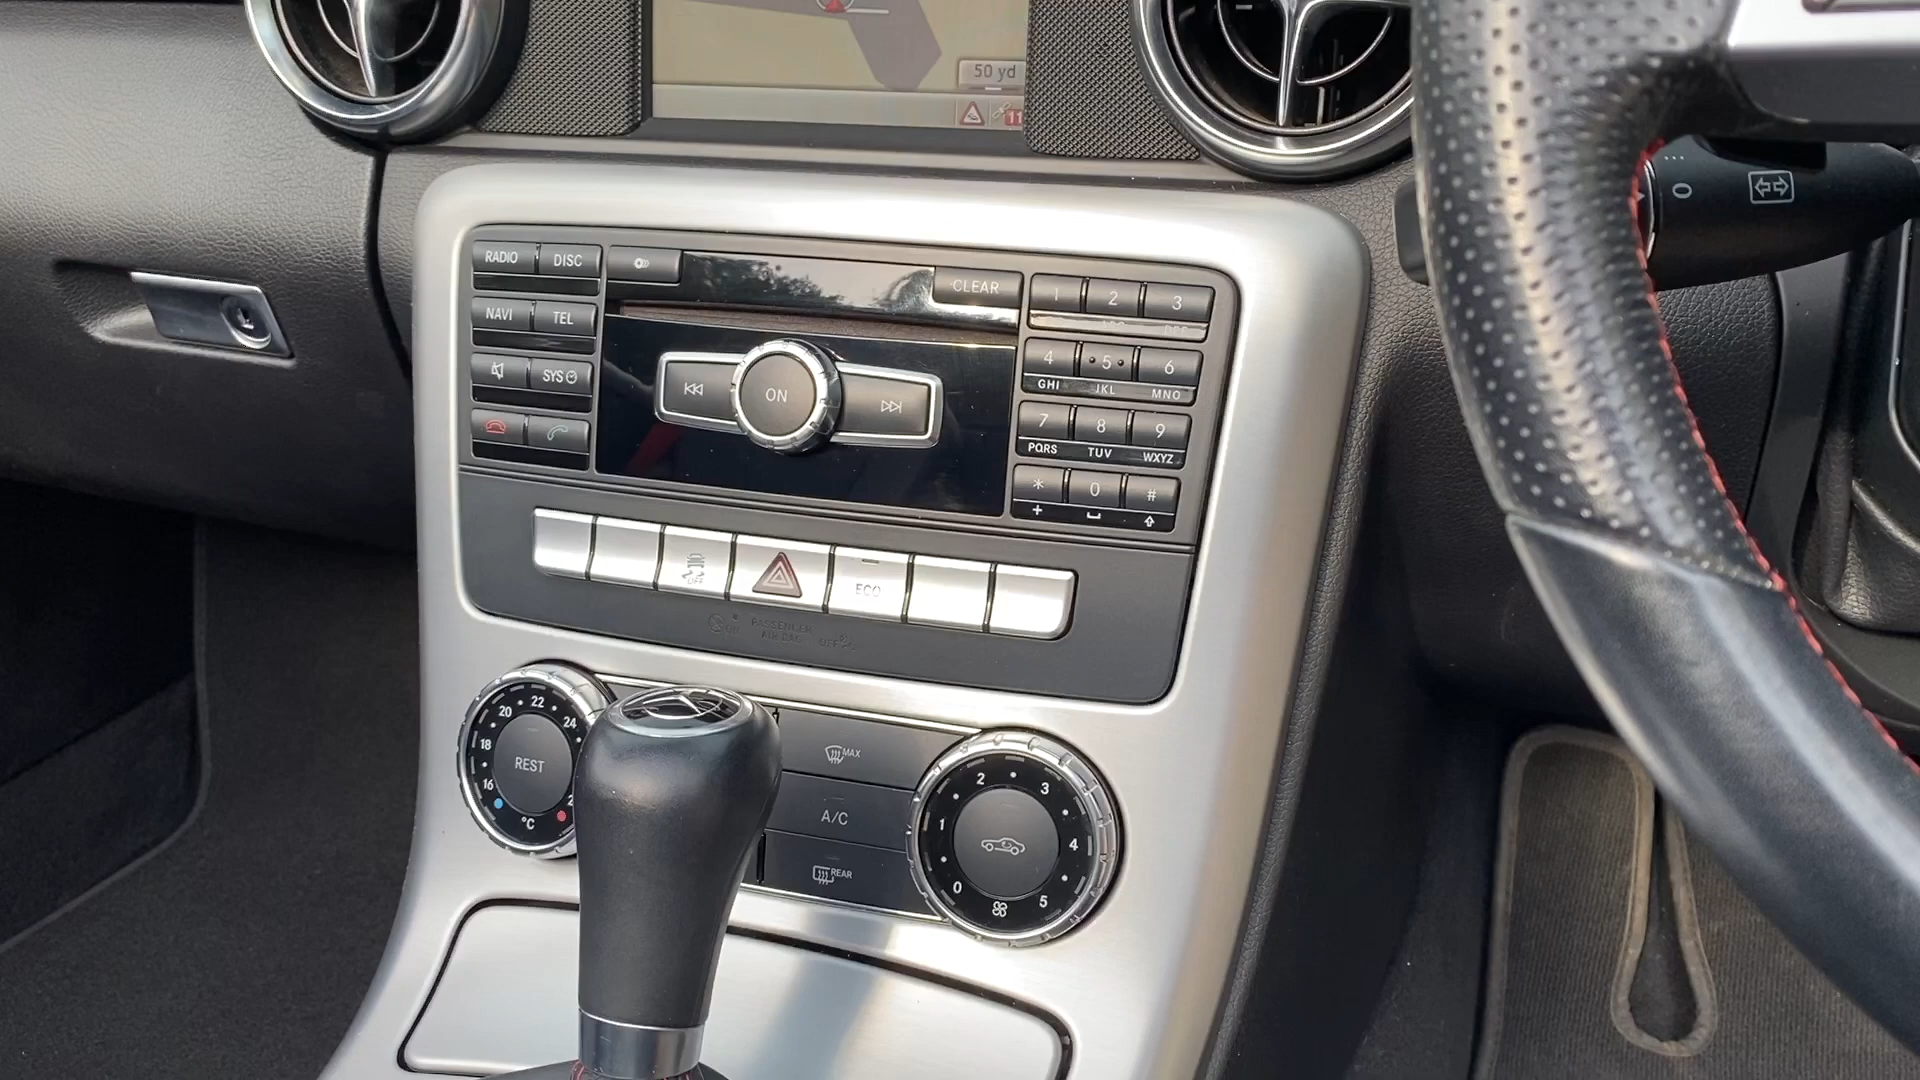 50 yd
11
0
RADIO DISC
CLEAR
1 2 3
NAVI TEL
4 5 6
GHI JKL MNO
SYS
ON
7 8 9
PQRS TUV WXYZ
* 0 #
+
OFF
ECO
PASSENGER
AIR BAG OFF
16 18 20 22 24
REST
°C
MAX
A/C
REAR
0 1 2 3 4 5